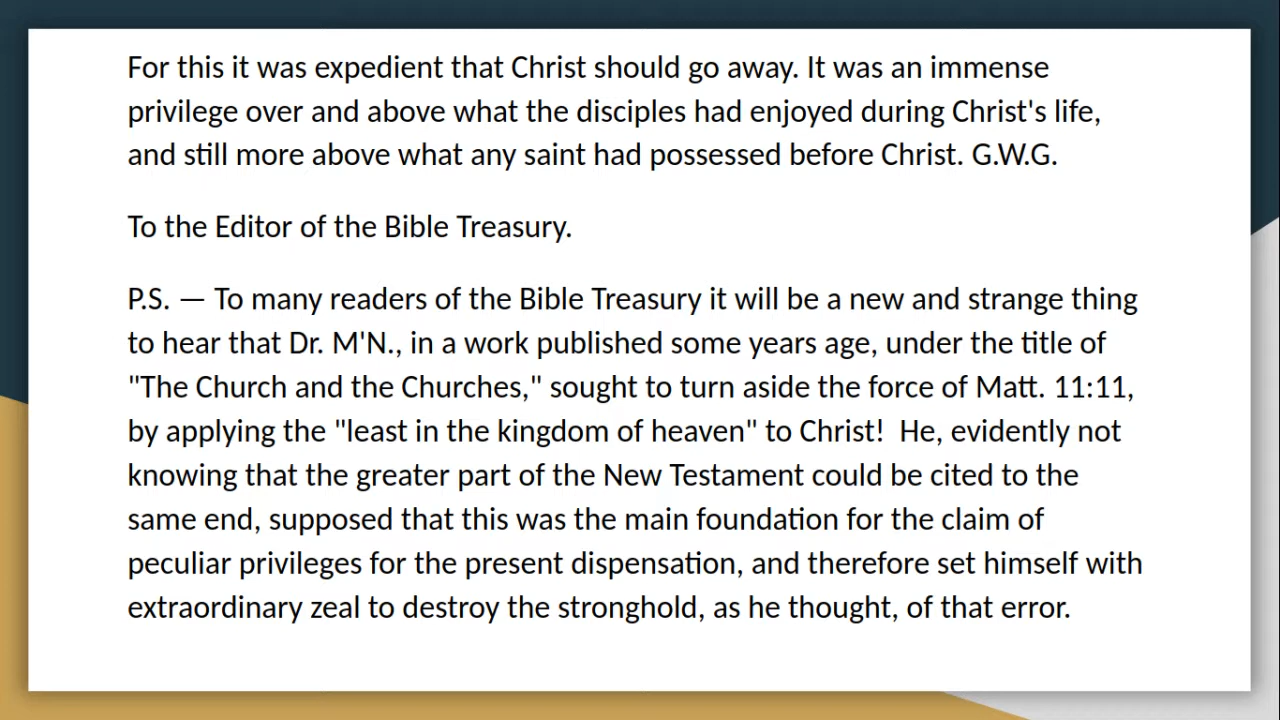 For this it was expedient that Christ should go away. It was an immense
privilege over and above what the disciples had enjoyed during Christ's life,
and still more above what any saint had possessed before Christ. G.W.G.
To the Editor of the Bible Treasury.
P.S. — To many readers of the Bible Treasury it will be a new and strange thing
to hear that Dr. M'N., in a work published some years age, under the title of
"The Church and the Churches," sought to turn aside the force of Matt. 11:11,
by applying the "least in the kingdom of heaven" to Christ!  He, evidently not
knowing that the greater part of the New Testament could be cited to the
same end, supposed that this was the main foundation for the claim of
peculiar privileges for the present dispensation, and therefore set himself with
extraordinary zeal to destroy the stronghold, as he thought, of that error.